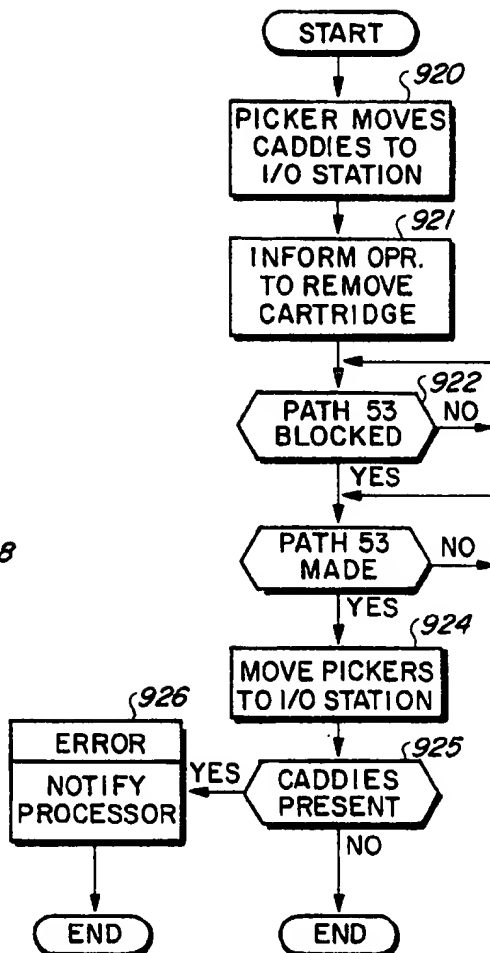 START
920
PICKER MOVES
CADDIES TO
I/O STATION
921
INFORM OPR.
TO REMOVE
CARTRIDGE
922
PATH 53
BLOCKED
NO
YES
8
PATH 53
MADE
NO
YES
924
MOVE PICKERS
TO I/O STATION
925
CADDIES
PRESENT
YES
NO
926
ERROR
NOTIFY
PROCESSOR
END
END